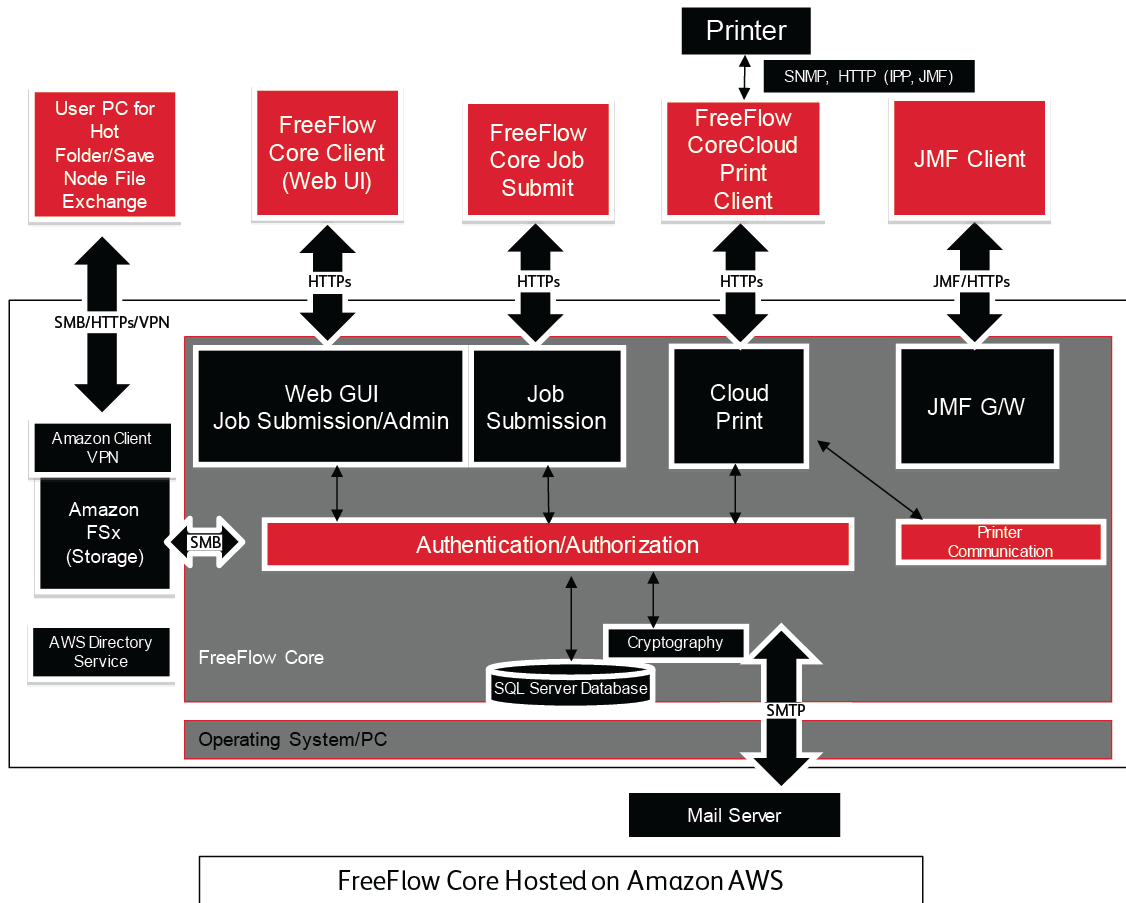 Printer
SNMP, HTTP (IPP, JMF)
User PC for
Hot
Folder/Save
Node File
Exchange
FreeFlow
Core Client
(Web UI)
FreeFlow
Core Job
Submit
FreeFlow
CoreCloud
Print
Client
JMF Client
HTTPs
HTTPs
HTTPs
JMF/HTTPs
SMB/HTTPs/VPN
Web GUI
Job Submission/Admin
Job
Submission
Cloud
Print
JMF G/W
Amazon Client
VPN
Amazon
FSx
(Storage)
SMB
Authentication/Authorization
Printer
Communication
AWS Directory
Service
FreeFlow Core
Cryptography
SQL Server Database
SMTP
Operating System/PC
Mail Server
FreeFlow Core Hosted on Amazon AWS